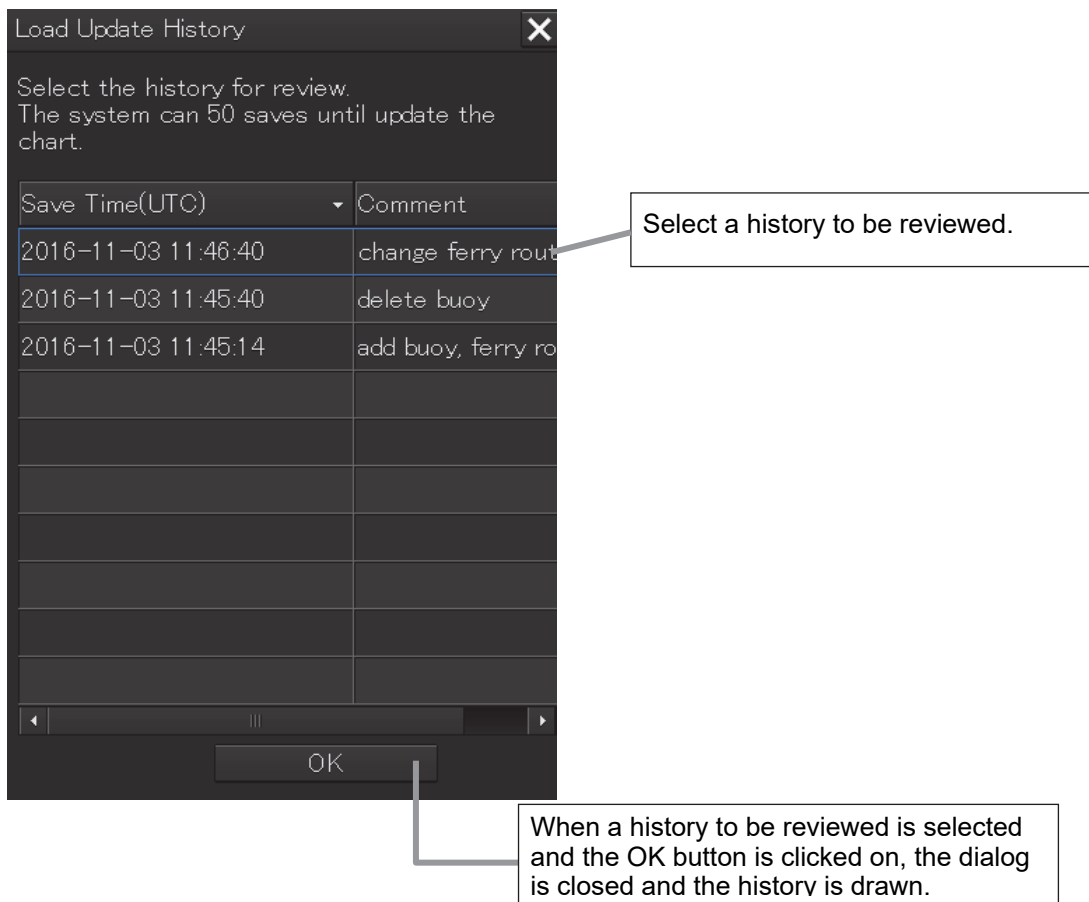 Load Update History
Select the history for review.
The system can 50 saves until update the
chart.
Save Time(UTC) Comment
2016-11-03 11:46:40 change ferry rout
2016-11-03 11:45:40 delete buoy
2016-11-03 11:45:14 add buoy, ferry ro
OK
Select a history to be reviewed.
When a history to be reviewed is selected
and the OK button is clicked on, the dialog
is closed and the history is drawn.